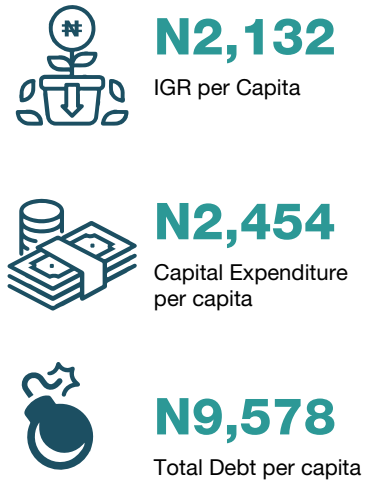 ₦
N2,132
IGR per Capita
N2,454
Capital Expenditure
per capita
N9,578
Total Debt per capita